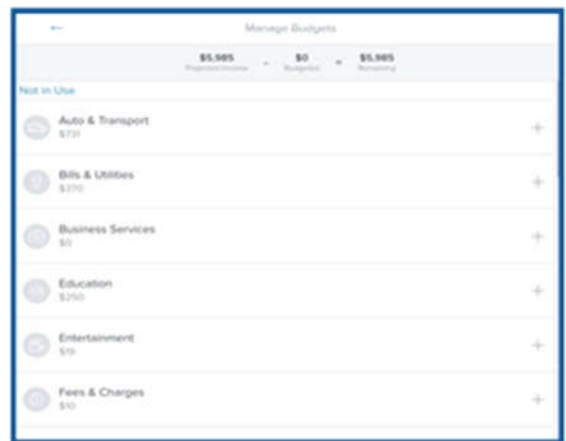 Manage Budgets
$5,985 - $0 = $5,985
Projected Income Budgeted Remaining
Not in Use
Auto & Transport
$731
Bills & Utilities
$370
Business Services
$0
Education
$250
Entertainment
$19
Fees & Charges
$10